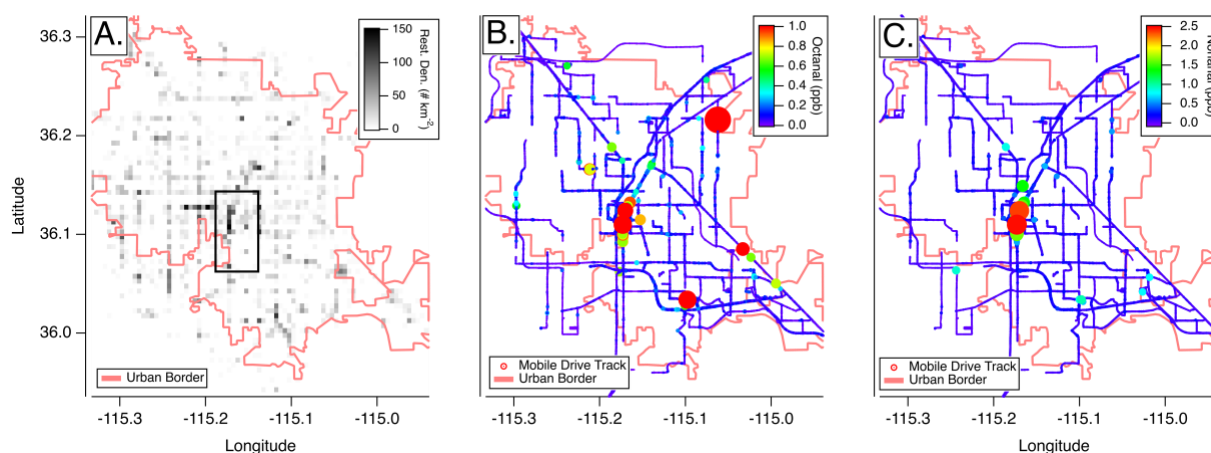 A.
150
100
50
0
Rest. Den. (# km-2)
36.3
36.2
36.1
36.0
Latitude
Urban Border
-115.3
-115.2
-115.1
-115.0
Longitude
B.
1.0
0.8
0.6
0.4
0.2
0.0
Octanal (ppb)
Mobile Drive Track
Urban Border
-115.3
-115.2
-115.1
-115.0
Longitude
C.
2.5
2.0
1.5
1.0
0.5
0.0
Mobile Drive Track
Urban Border
-115.3
-115.2
-115.1
-115.0
Longitude